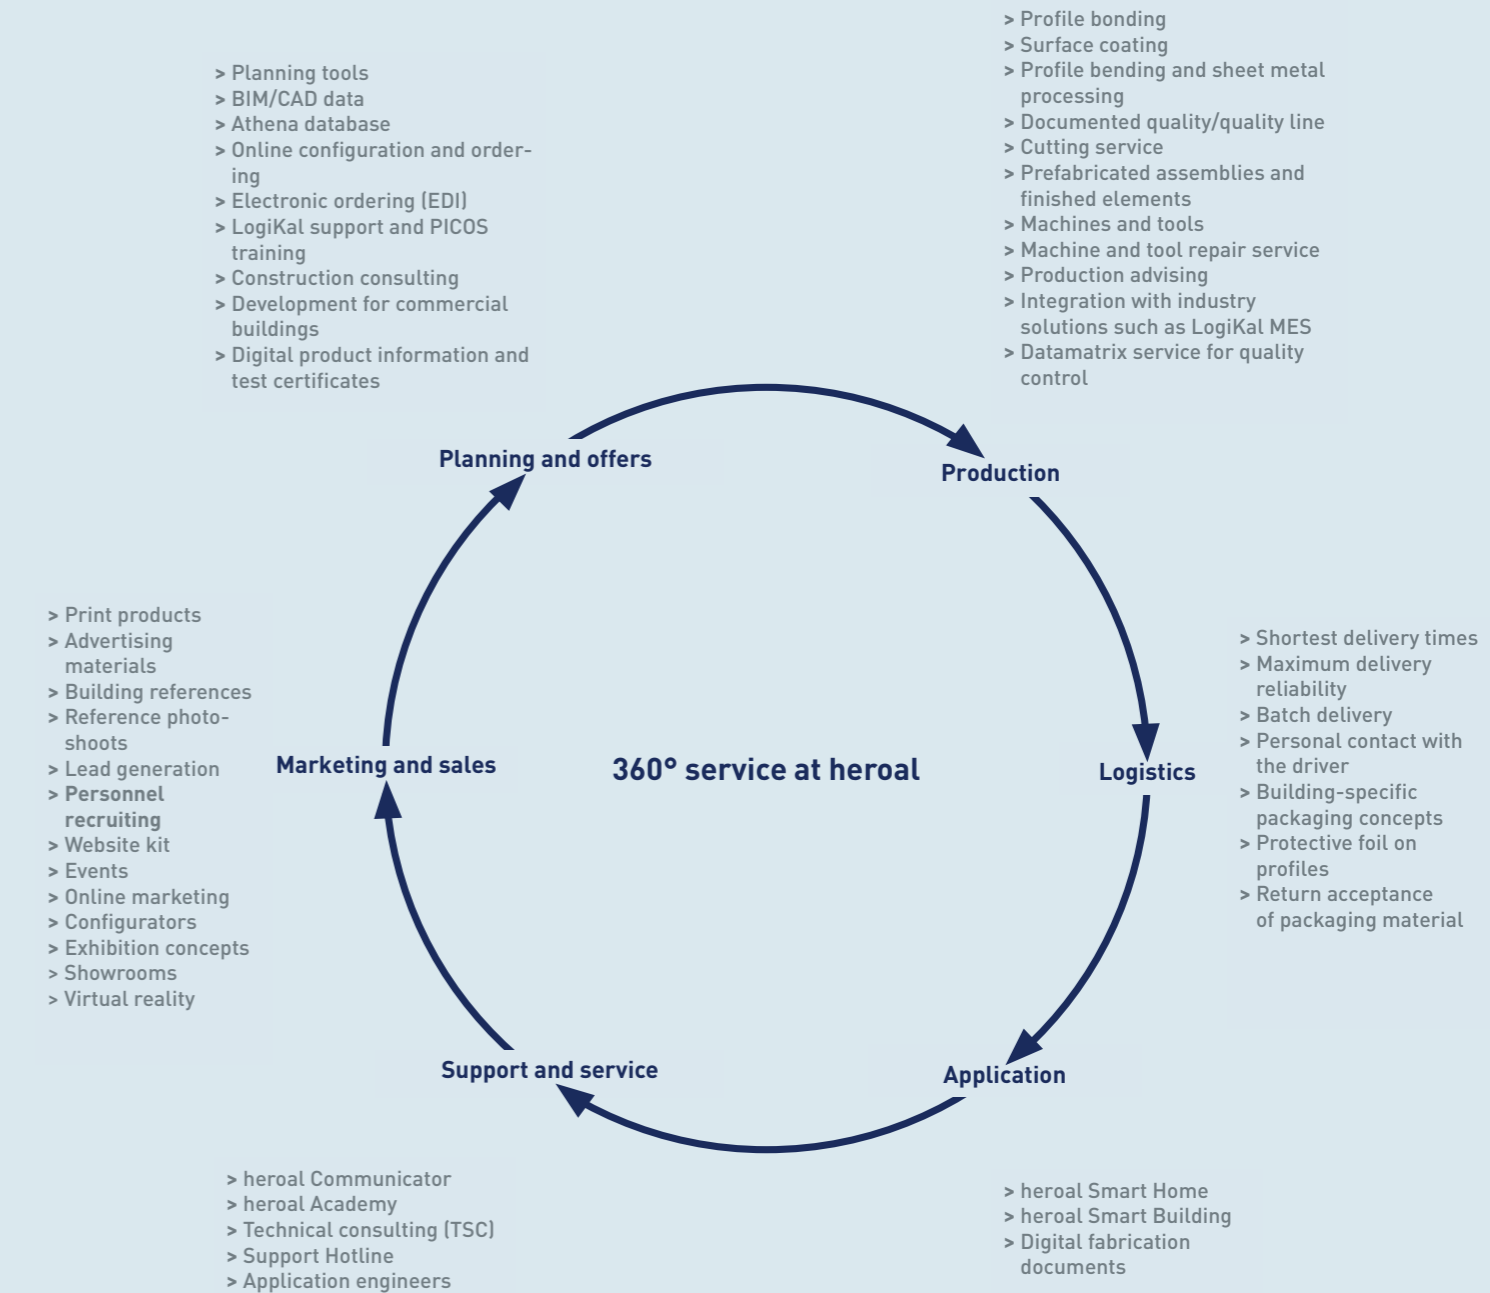 > Planning tools
> BIM/CAD data
> Athena database
> Online configuration and order-
ing
> Electronic ordering (EDI)
> LogiKal support and PICOS
training
> Construction consulting
> Development for commercial
buildings
> Digital product information and
test certificates
> Profile bonding
> Surface coating
> Profile bending and sheet metal
processing
> Documented quality/quality line
> Cutting service
> Prefabricated assemblies and
finished elements
> Machines and tools
> Machine and tool repair service
> Production advising
> Integration with industry
solutions such as LogiKal MES
> Datamatrix service for quality
control
Planning and offers
Production
> Print products
> Advertising
materials
> Building references
> Reference photo-
shoots
> Lead generation
> Personnel
recruiting
> Website kit
> Events
> Online marketing
> Configurators
> Exhibition concepts
> Showrooms
> Virtual reality
Marketing and sales
360° service at heroal
Logistics
> Shortest delivery times
> Maximum delivery
reliability
> Batch delivery
> Personal contact with
the driver
> Building-specific
packaging concepts
> Protective foil on
profiles
> Return acceptance
of packaging material
Support and service
Application
> heroal Communicator
> heroal Academy
> Technical consulting (TSC)
> Support Hotline
> Application engineers
> heroal Smart Home
> heroal Smart Building
> Digital fabrication
documents